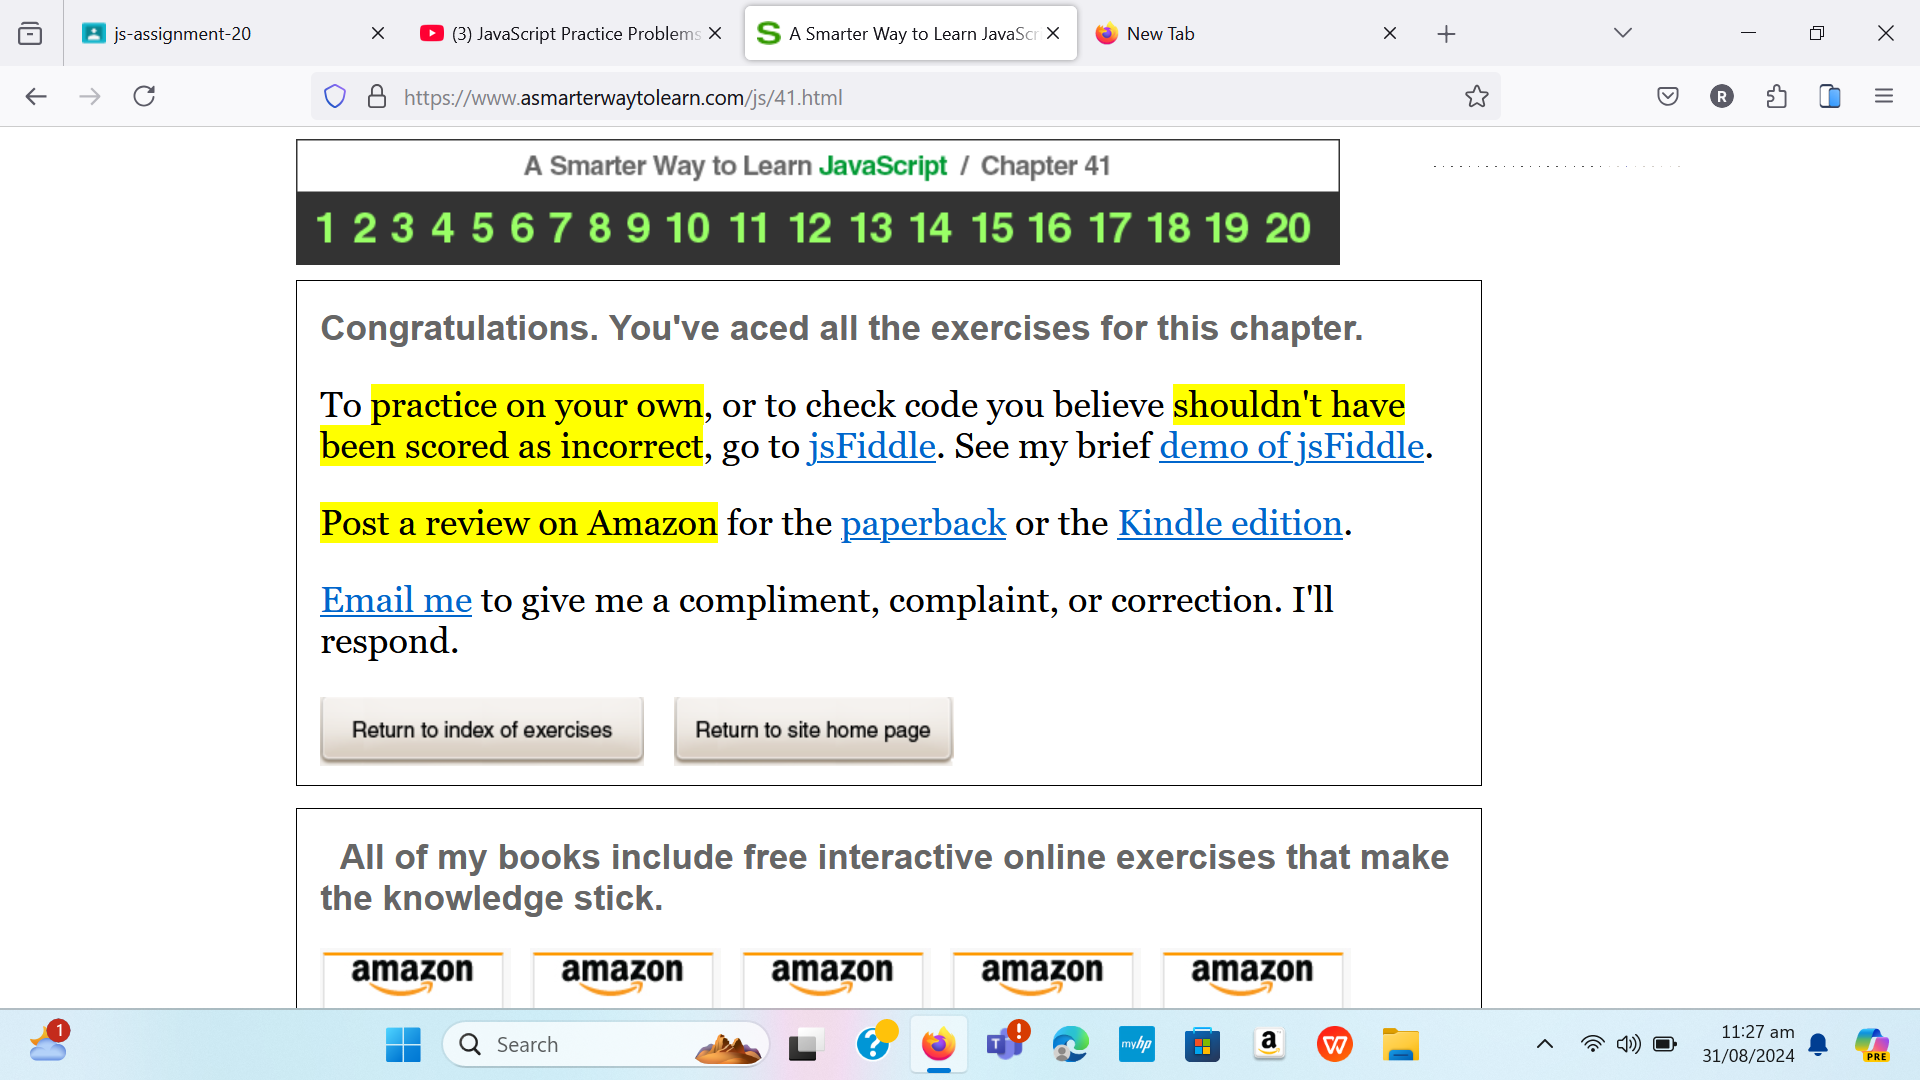 js-assignment-20
(3) JavaScript Practice Problems
A Smarter Way to Learn JavaScr
New Tab
https://www.asmarterwaytolearn.com/js/41.html
R
A Smarter Way to Learn JavaScript / Chapter 41
1 2 3 4 5 6 7 8 9 10 11 12 13 14 15 16 17 18 19 20
Congratulations. You've aced all the exercises for this chapter.
To practice on your own, or to check code you believe shouldn't have
been scored as incorrect, go to jsFiddle. See my brief demo of jsFiddle.
Post a review on Amazon for the paperback or the Kindle edition.
Email me to give me a compliment, complaint, or correction. I'll
respond.
Return to index of exercises
Return to site home page
All of my books include free interactive online exercises that make
the knowledge stick.
amazon amazon amazon amazon amazon
1
Search
myhp
11:27 am
31/08/2024
PRE